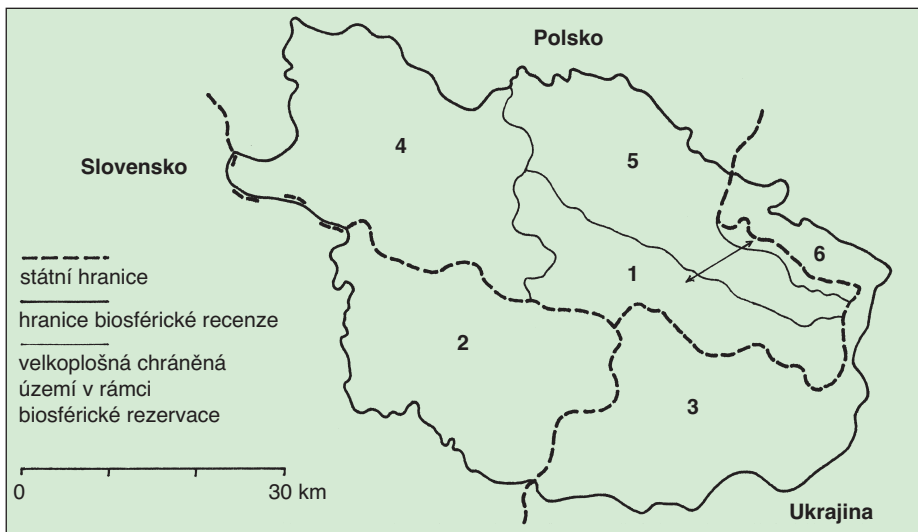 Polsko
4
5
Slovensko
6
státní hranice
1
hranice biosférické recenze
2
velkoplošná chráněná
území v rámci
biosférické rezervace
3
0
30 km
Ukrajina